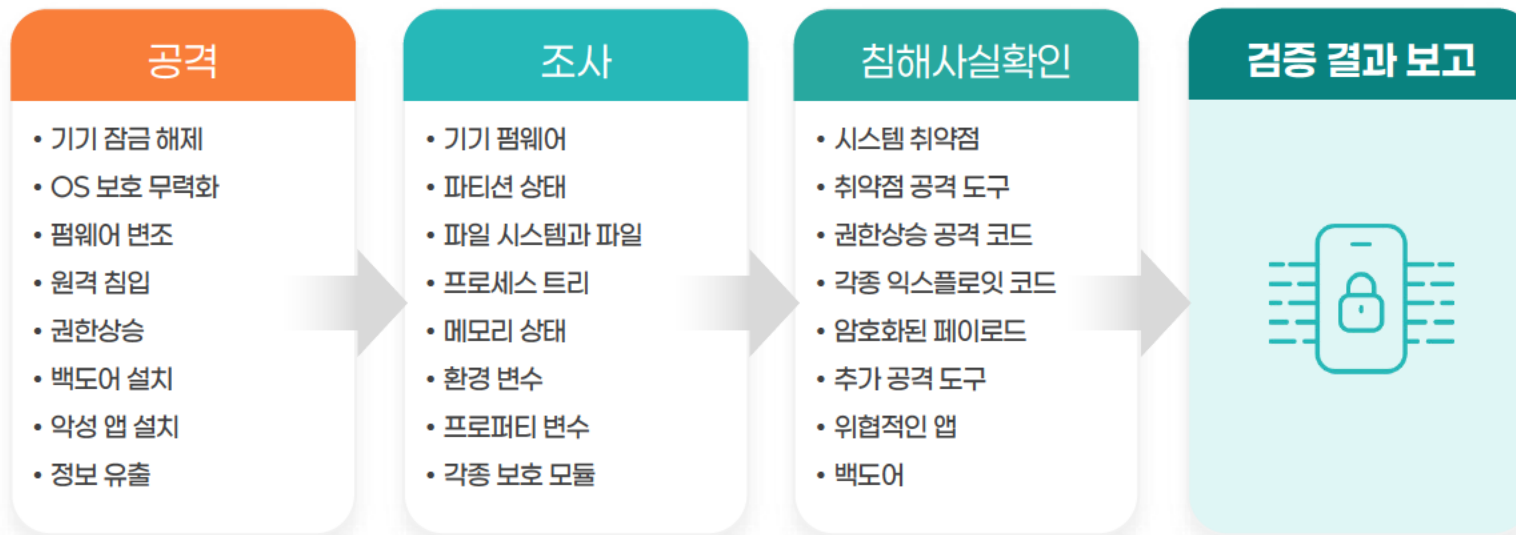 공격
• 기기 잠금 해제
• OS 보호 무력화
• 펌웨어 변조
• 원격 침입
• 권한상승
• 백도어 설치
• 악성 앱 설치
• 정보 유출
조사
• 기기 펌웨어
• 파티션 상태
• 파일 시스템과 파일
• 프로세스 트리
• 메모리 상태
• 환경 변수
• 프로퍼티 변수
• 각종 보호 모듈
침해사실확인
• 시스템 취약점
• 취약점 공격 도구
• 권한상승 공격 코드
• 각종 익스플로잇 코드
• 암호화된 페이로드
• 추가 공격 도구
• 위협적인 앱
• 백도어
검증 결과 보고